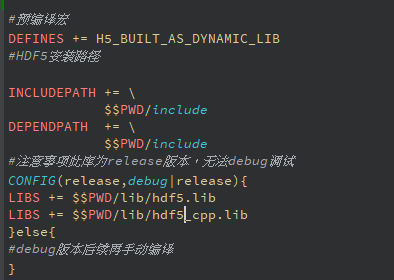 #预编译宏
DEFINES += H5_BUILT_AS_DYNAMIC_LIB
#HDF5安装路径
INCLUDEPATH += \
$$PWD/include
DEPENDPATH += \
$$PWD/include
#注意事项此库为release版本，无法debug调试
CONFIG(release,debug|release){
LIBS += $$PWD/lib/hdf5.lib
LIBS += $$PWD/lib/hdf5_cpp.lib
}else{
#debug版本后续再手动编译
}